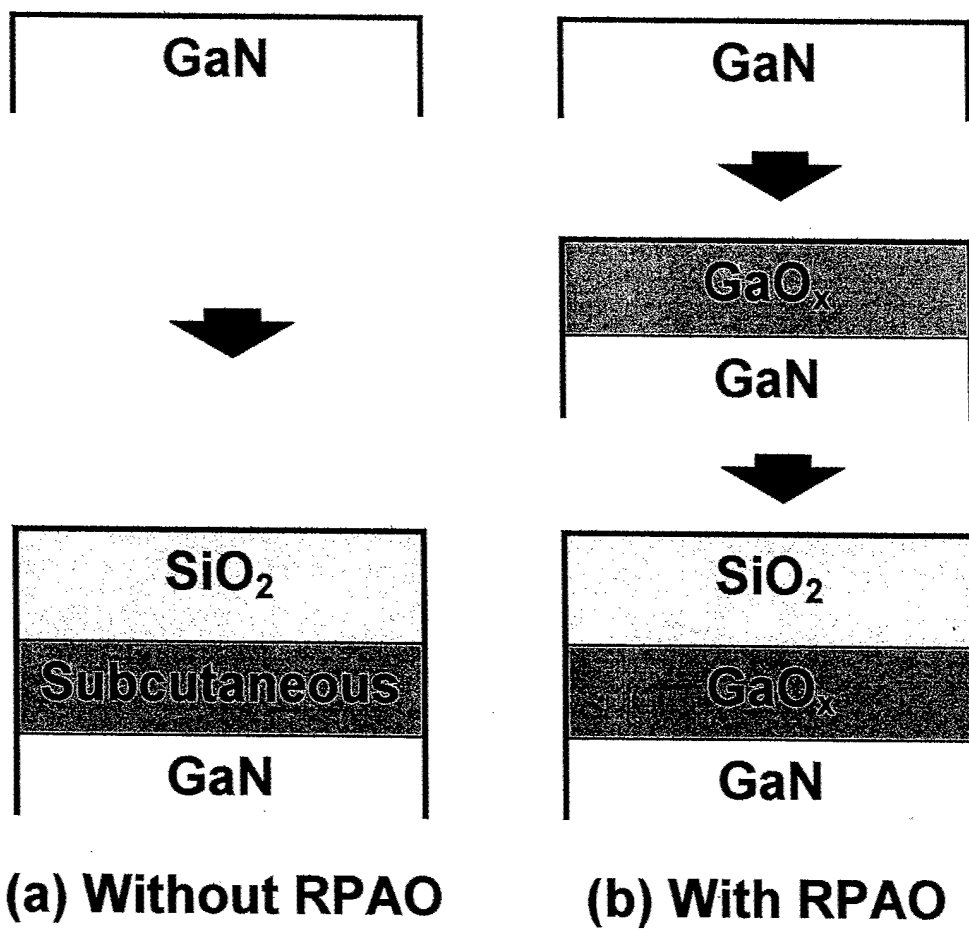 GaN
SiO₂
Subcutaneous
GaN
(a) Without RPAO
GaN
GaOₓ
GaN
SiO₂
GaOₓ
GaN
(b) With RPAO